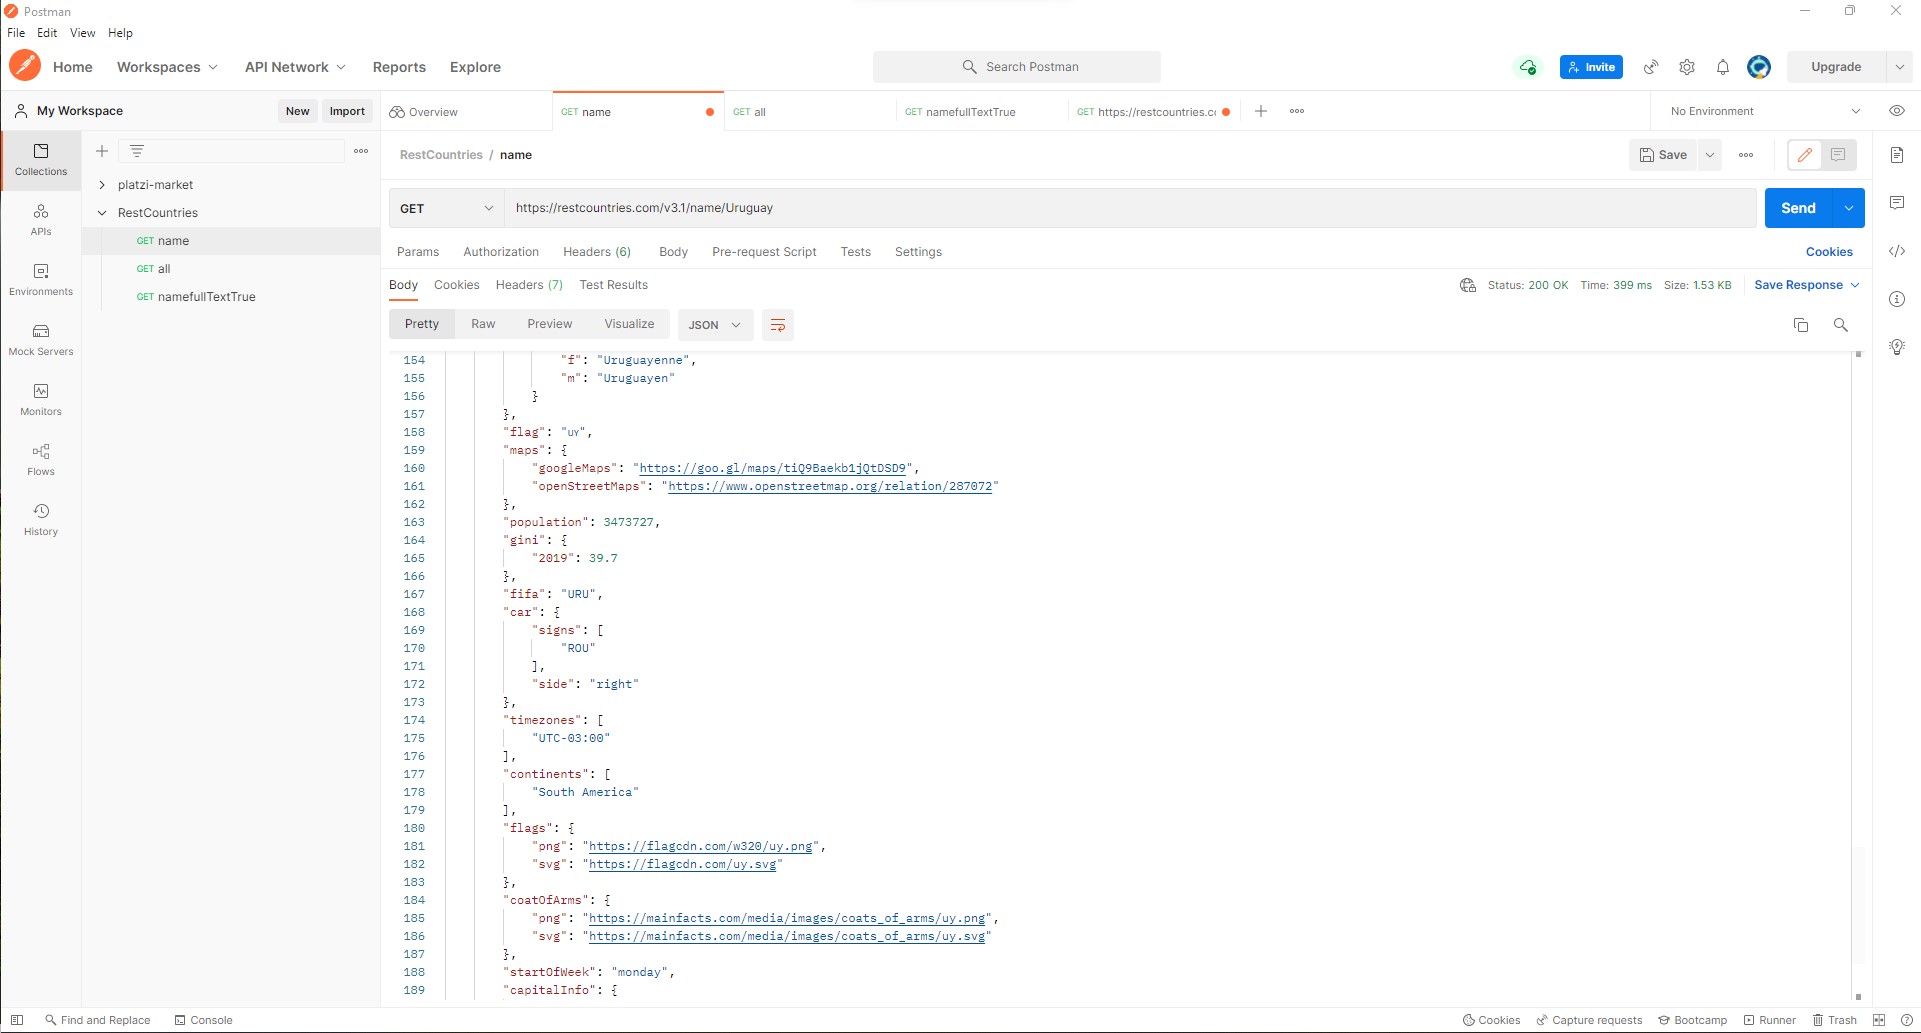 Postman
File Edit View Help
Home Workspaces API Network Reports Explore Search Postman Invite Upgrade
My Workspace New Import Overview GET name GET all GET namefullTextTrue GET https://restcountries.cc No Environment
Collections
APIs
Environments
Mock Servers
Monitors
Flows
History
platzi-market
RestCountries
GET name
GET all
GET namefullTextTrue
RestCountries / name Save
GET https://restcountries.com/v3.1/name/Uruguay Send
Params Authorization Headers (6) Body Pre-request Script Tests Settings Cookies
Body Cookies Headers (7) Test Results Status: 200 OK Time: 399 ms Size: 1.53 KB Save Response
Pretty Raw Preview Visualize JSON
154 "f": "Uruguayenne",
155 "m": "Uruguayen"
156 }
157 },
158 "flag": "UY",
159 "maps": {
160 "googleMaps": "https://goo.gl/maps/tiQ9Baekb1jQtDSD9",
161 "openStreetMaps": "https://www.openstreetmap.org/relation/287072"
162 },
163 "population": 3473727,
164 "gini": {
165 "2019": 39.7
166 },
167 "fifa": "URU",
168 "car": {
169 "signs": [
170 "ROU"
171 ],
172 "side": "right"
173 },
174 "timezones": [
175 "UTC-03:00"
176 ],
177 "continents": [
178 "South America"
179 ],
180 "flags": {
181 "png": "https://flagcdn.com/w320/uy.png",
182 "svg": "https://flagcdn.com/uy.svg"
183 },
184 "coatOfArms": {
185 "png": "https://mainfacts.com/media/images/coats_of_arms/uy.png",
186 "svg": "https://mainfacts.com/media/images/coats_of_arms/uy.svg"
187 },
188 "startOfWeek": "monday",
189 "capitalInfo": {
Find and Replace Console Cookies Capture requests Bootcamp Runner Trash